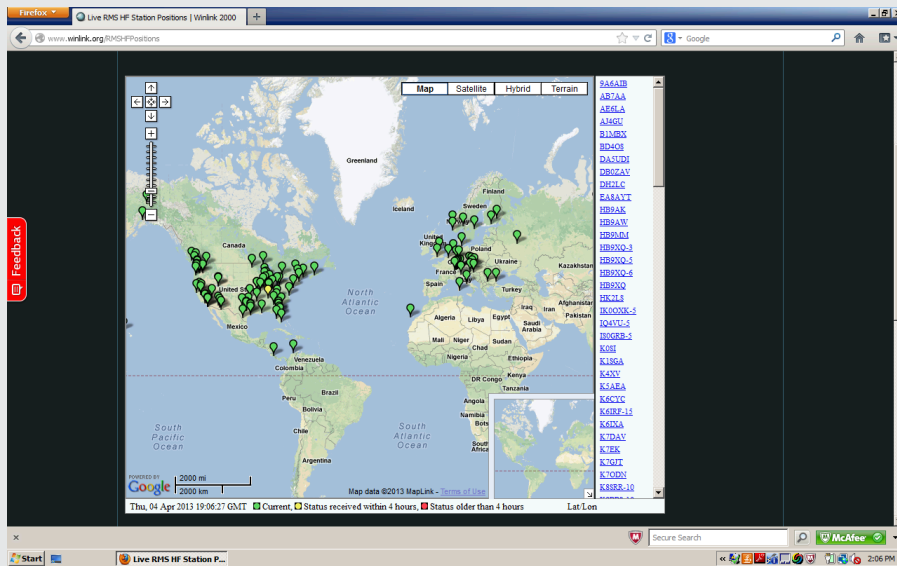 Firefox
Live RMS HF Station Positions | Winlink 2000
+
www.winlink.org/RMSHFPositions
Google
Feedback
Map
Satellite
Hybrid
Terrain
Greenland
Iceland
Finland
Sweden
United Kingdom
Poland
Ukraine
France
Kazakhstan
Spain
Turkey
Canada
United St
North
Atlantic
Ocean
Mexico
Algeria
Libya
Egypt
Iraq
Iran
Afghanistan
Pakistan
Saudi
Arabia
Mali
Niger
Chad
Sudan
Nigeria
Ethiopia
Venezuela
Colombia
DR Congo
Kenya
Tanzania
Peru
Brazil
Bolivia
Angola
Namibia
Bots
South
Africa
Chile
Argentina
South
Pacific
Ocean
South
Atlantic
Ocean
POWERED BY
Google
2000 mi
2000 km
Map data ©2013 MapLink - Terms of Use
9A6AIB
AB7AA
AE6LA
AJ4GU
B1MBX
BD4OS
DA5UDI
DB0ZAV
DH2LC
EA8AYT
HB9AK
HB9AW
HB9MM
HB9XQ-3
HB9XQ-5
HB9XQ-6
HB9XQ
HK2LS
IK0OXK-5
IQ4VU-5
IS0GRB-5
K0SI
K1SGA
K4XV
K5AEA
K6CYC
K6IRF-15
K6IXA
K7DAV
K7EK
K7GJT
K7ODN
K8SRR-10
Thu, 04 Apr 2013 19:06:27 GMT Current, Status received within 4 hours, Status older than 4 hours Lat/Lon
Secure Search
McAfee
Start
Live RMS HF Station P...
2:06 PM